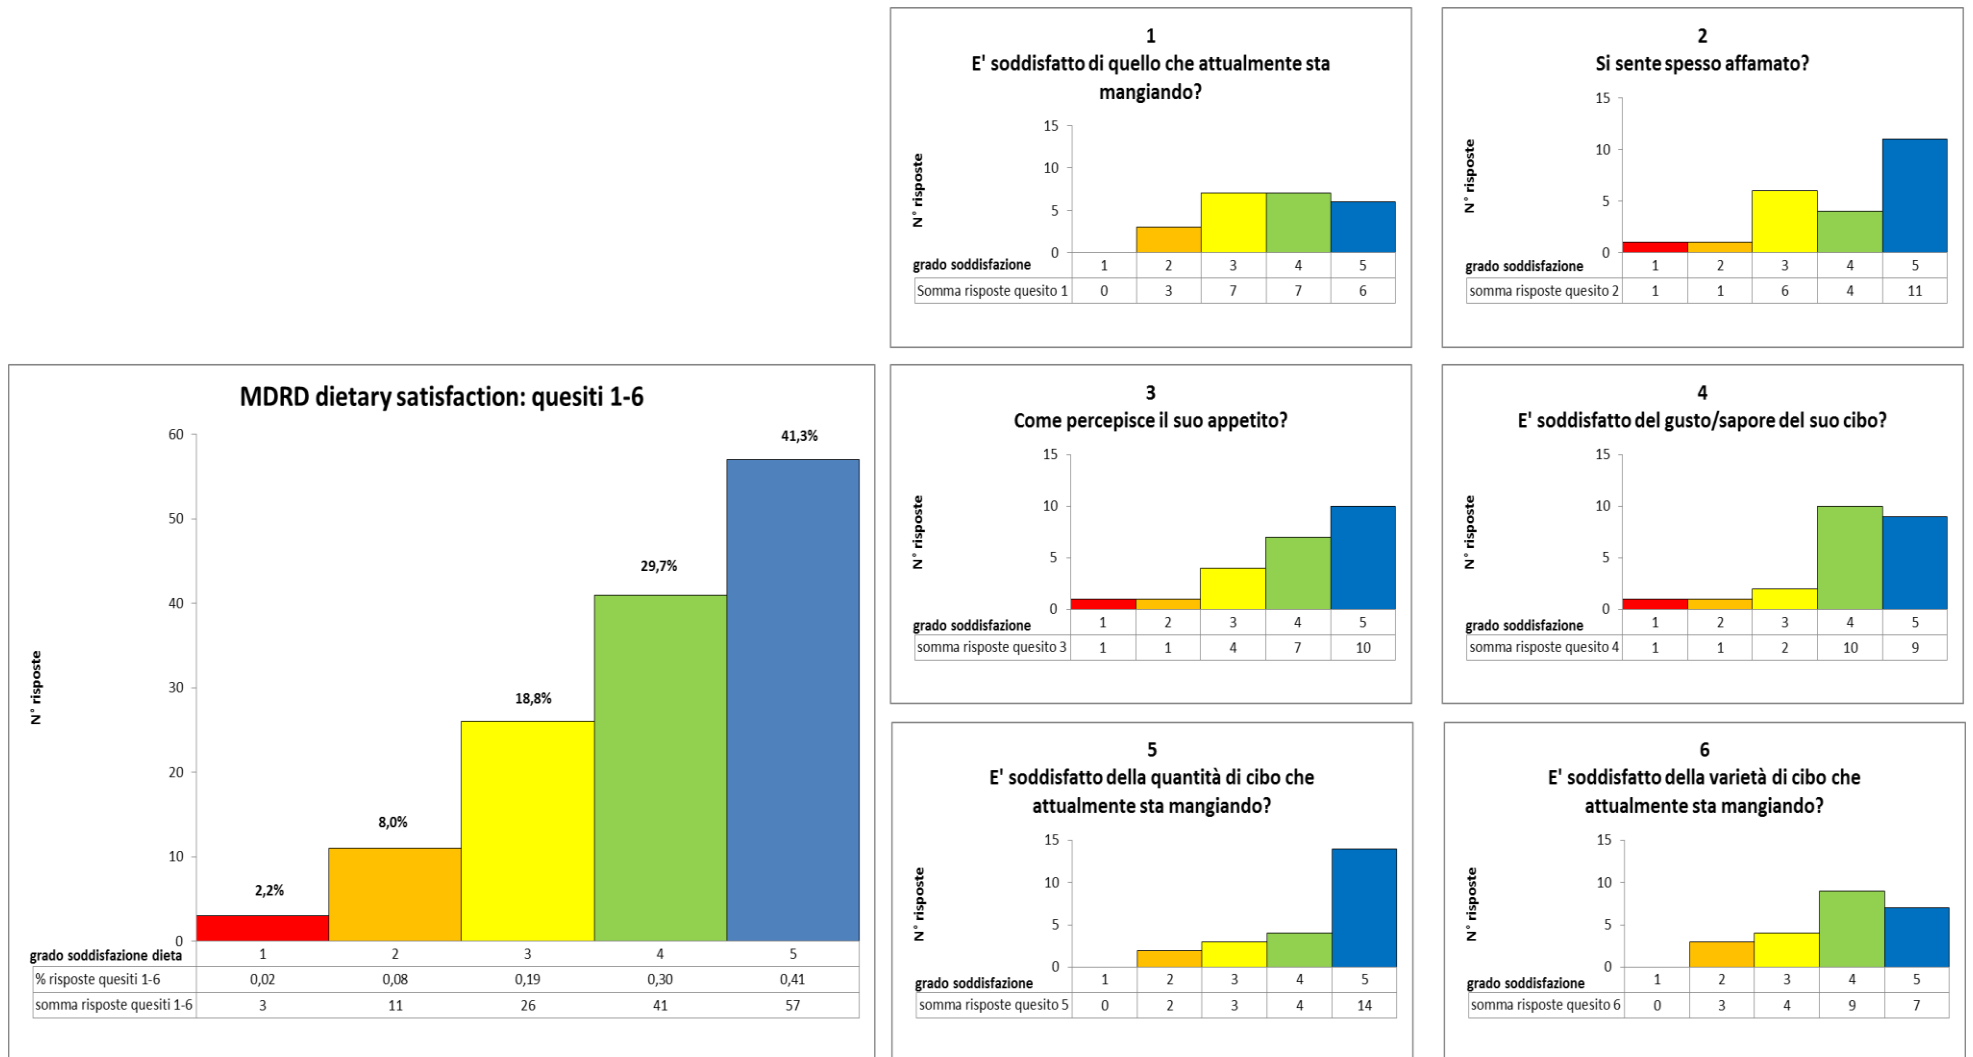 MDRD dietary satisfaction: quesiti 1-6
N° risposte
60
50
40
30
20
10
0
2,2%
8,0%
18,8%
29,7%
41,3%
grado soddisfazione dieta 1 2 3 4 5
% risposte quesiti 1-6 0,02 0,08 0,19 0,30 0,41
somma risposte quesiti 1-6 3 11 26 41 57
1
E' soddisfatto di quello che attualmente sta
mangiando?
N° risposte
15
10
5
0
grado soddisfazione 1 2 3 4 5
Somma risposte quesito 1 0 3 7 7 6
2
Si sente spesso affamato?
N° risposte
15
10
5
0
grado soddisfazione 1 2 3 4 5
somma risposte quesito 2 1 1 6 4 11
3
Come percepisce il suo appetito?
N° risposte
15
10
5
0
grado soddisfazione 1 2 3 4 5
somma risposte quesito 3 1 1 4 7 10
4
E' soddisfatto del gusto/sapore del suo cibo?
N° risposte
15
10
5
0
grado soddisfazione 1 2 3 4 5
somma risposte quesito 4 1 1 2 10 9
5
E' soddisfatto della quantità di cibo che
attualmente sta mangiando?
N° risposte
15
10
5
0
grado soddisfazione 1 2 3 4 5
somma risposte quesito 5 0 2 3 4 14
6
E' soddisfatto della varietà di cibo che
attualmente sta mangiando?
N° risposte
15
10
5
0
grado soddisfazione 1 2 3 4 5
somma risposte quesito 6 0 3 4 9 7